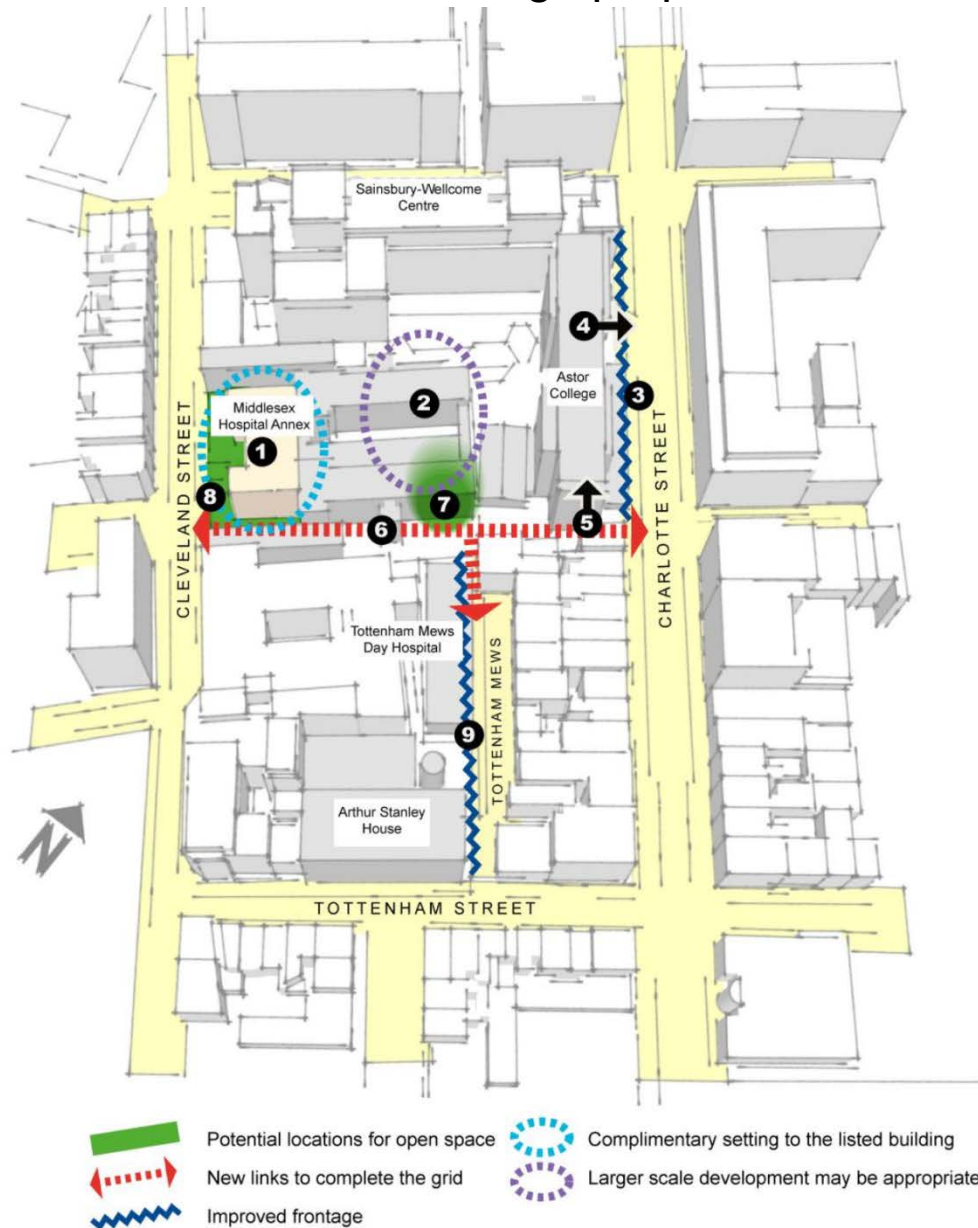 Sainsbury-Wellcome
Centre
4
Astor
College
3
2
Middlesex
Hospital Annex
1
CLEVELAND STREET
CHARLOTTE STREET
8
7
6
5
Tottenham Mews
Day Hospital
TOTTENHAM MEWS
9
N
Arthur Stanley
House
TOTTENHAM STREET
Potential locations for open space
New links to complete the grid
Improved frontage
Complimentary setting to the listed building
Larger scale development may be appropriate